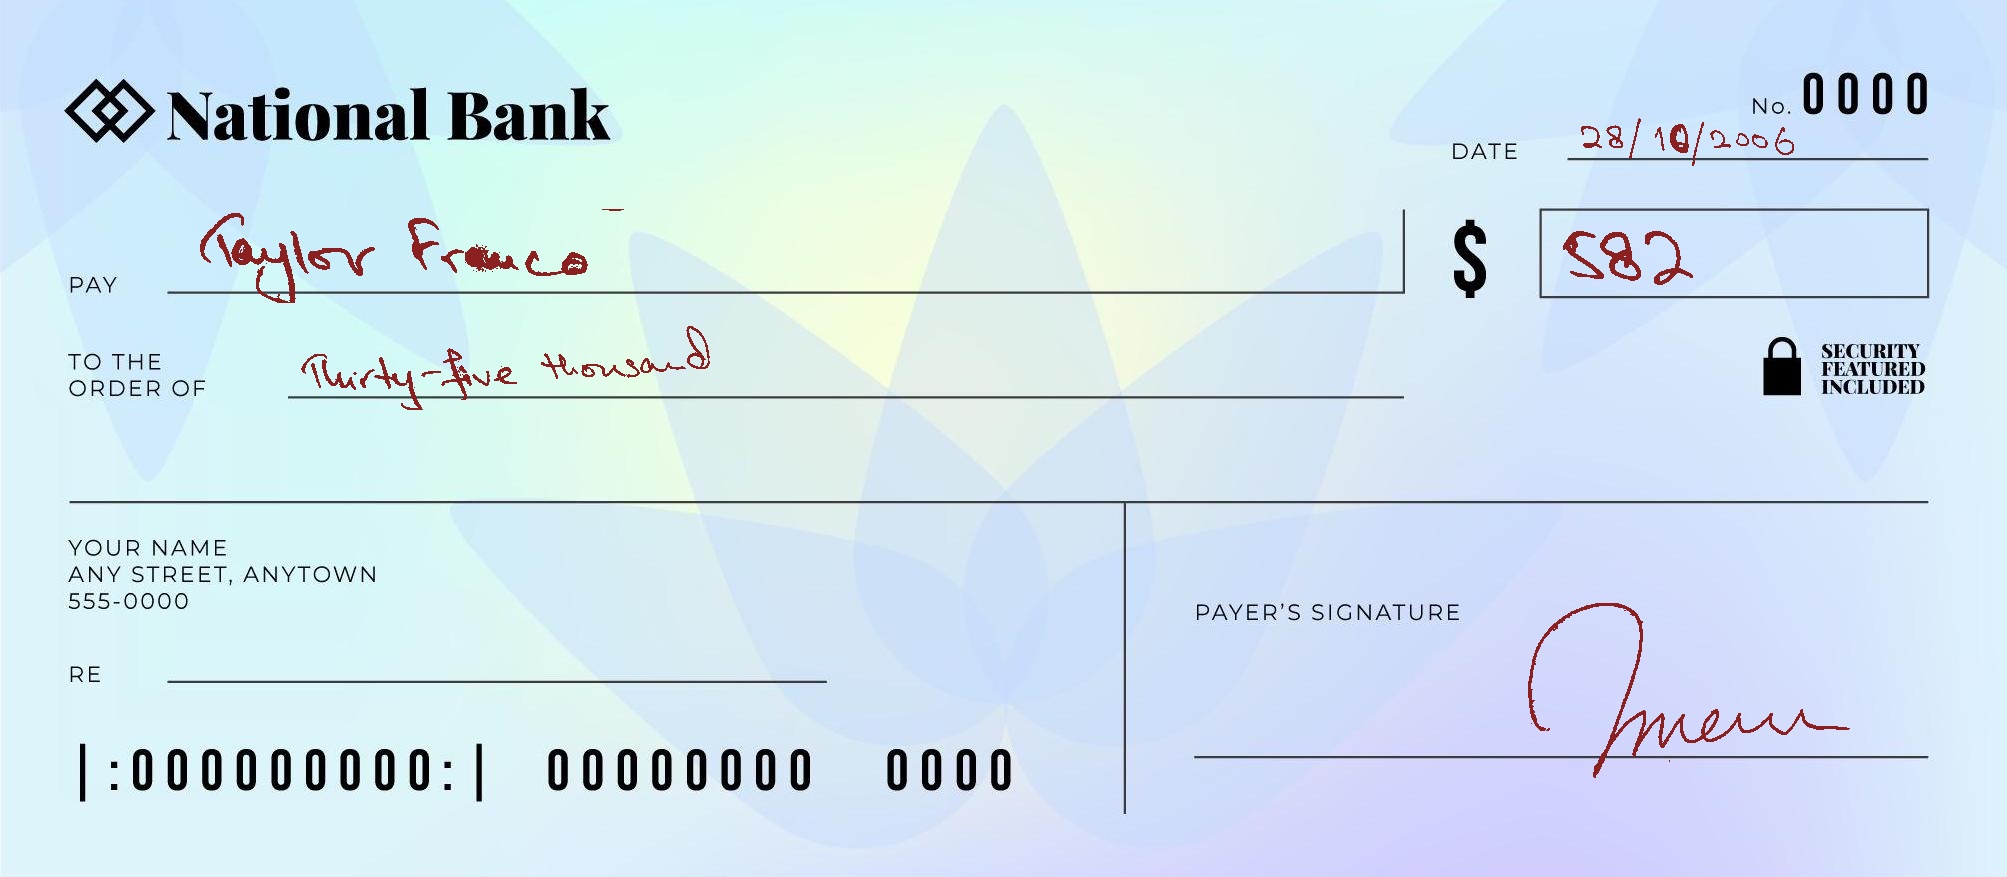 National Bank
No. 0000
DATE 28/10/2006
PAY Taylor Franco
$ 582
TO THE
ORDER OF Thirty-five thousand
SECURITY
FEATURED
INCLUDED
YOUR NAME
ANY STREET, ANYTOWN
555-0000
PAYER'S SIGNATURE
RE
|:000000000:| 00000000 0000